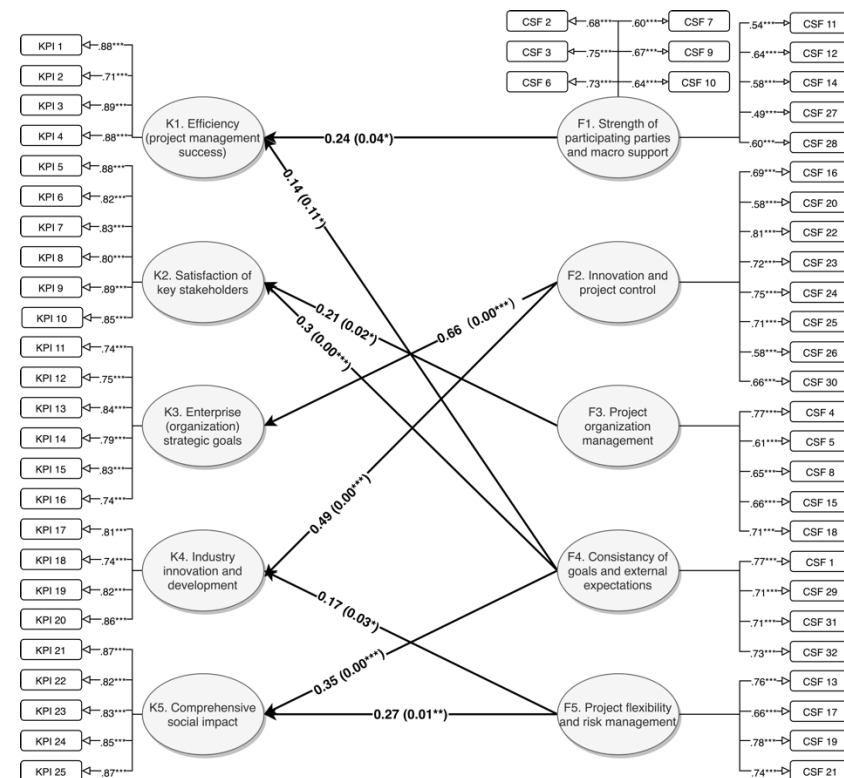 KPI 1
.88***
KPI 2
.71***
KPI 3
.89***
KPI 4
.88***
KPI 5
.88***
KPI 6
.82***
KPI 7
.83***
KPI 8
.80***
KPI 9
.89***
KPI 10
.85***
KPI 11
.74***
KPI 12
.75***
KPI 13
.84***
KPI 14
.79***
KPI 15
.83***
KPI 16
.74***
KPI 17
.81***
KPI 18
.74***
KPI 19
.82***
KPI 20
.86***
KPI 21
.87***
KPI 22
.82***
KPI 23
.83***
KPI 24
.85***
KPI 25
.87***
K1. Efficiency
(project management
success)
K2. Satisfaction of
key stakeholders
K3. Enterprise
(organization)
strategic goals
K4. Industry
innovation and
development
K5. Comprehensive
social impact
0.24 (0.04*)
0.14 (0.11*)
0.21 (0.02*)
0.3 (0.00***)
0.66 (0.00***)
0.49 (0.00***)
0.17 (0.03*)
0.35 (0.00***)
0.27 (0.01**)
F1. Strength of
participating parties
and macro support
F2. Innovation and
project control
F3. Project
organization
management
F4. Consistancy of
goals and external
expectations
F5. Project flexibility
and risk management
CSF 2
.68***
.60***
CSF 7
CSF 3
.75***
.67***
CSF 9
CSF 6
.73***
.64***
CSF 10
.54***
CSF 11
.64***
CSF 12
.58***
CSF 14
.49***
CSF 27
.60***
CSF 28
.69***
CSF 16
.58***
CSF 20
.81***
CSF 22
.72***
CSF 23
.75***
CSF 24
.71***
CSF 25
.58***
CSF 26
.66***
CSF 30
.77***
CSF 4
.61***
CSF 5
.65***
CSF 8
.66***
CSF 15
.71***
CSF 18
.77***
CSF 1
.71***
CSF 29
.71***
CSF 31
.73***
CSF 32
.76***
CSF 13
.66***
CSF 17
.78***
CSF 19
.74***
CSF 21